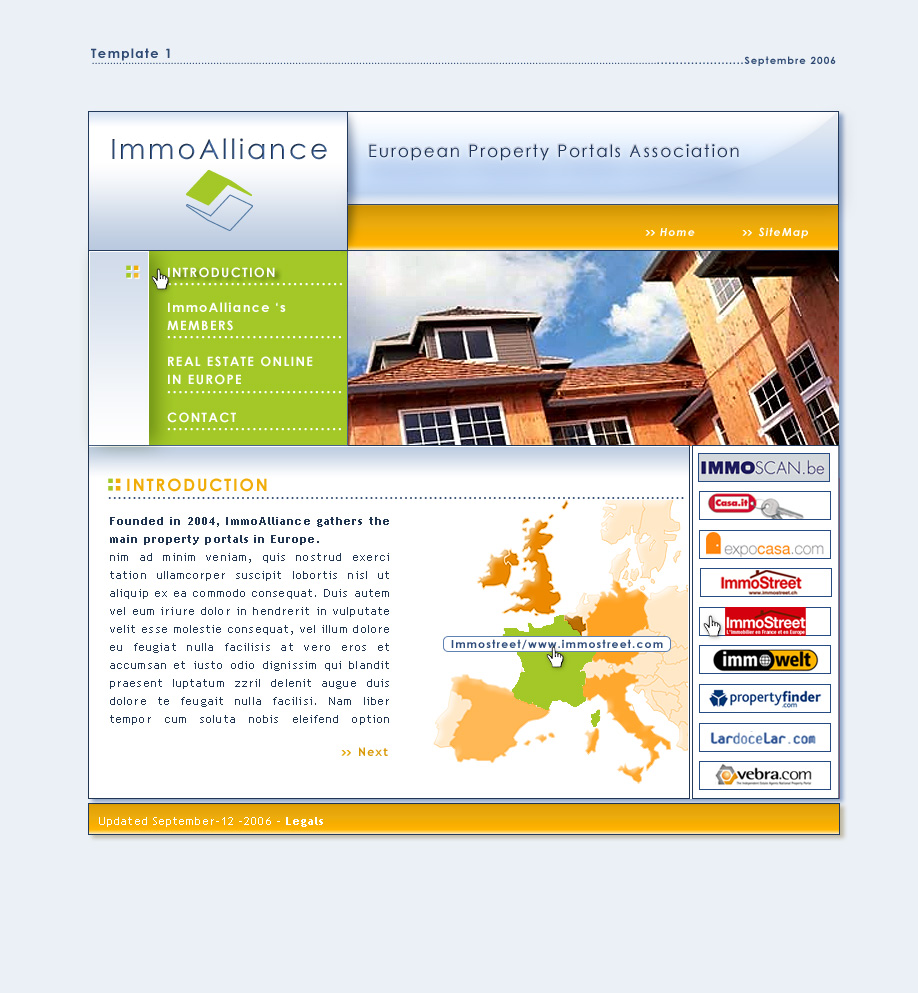 Template 1
Septembre 2006
ImmoAlliance
European Property Portals Association
>> Home
>> SiteMap
INTRODUCTION
ImmoAlliance 's
MEMBERS
REAL ESTATE ONLINE
IN EUROPE
CONTACT
INTRODUCTION
Founded in 2004, ImmoAlliance gathers the
main property portals in Europe.
nim ad minim veniam, quis nostrud exerci
tation ullamcorper suscipit lobortis nisl ut
aliquip ex ea commodo consequat. Duis autem
vel eum iriure dolor in hendrerit in vulputate
velit esse molestie consequat, vel illum dolore
eu feugiat nulla facilisis at vero eros et
accumsan et iusto odio dignissim qui blandit
praesent luptatum zzril delenit augue duis
dolore te feugait nulla facilisi. Nam liber
tempor cum soluta nobis eleifend option
>> Next
Immostreet/www.immostreet.com
IMMOSCAN.be
Casa.it
expocasa.com
ImmoStreet
www.immostreet.ch
ImmoStreet
L'immobilier en France et en Europe
immowelt
propertyfinder
.com
LardoceLar.com
vebra.com
Updated September-12 -2006 - Legals